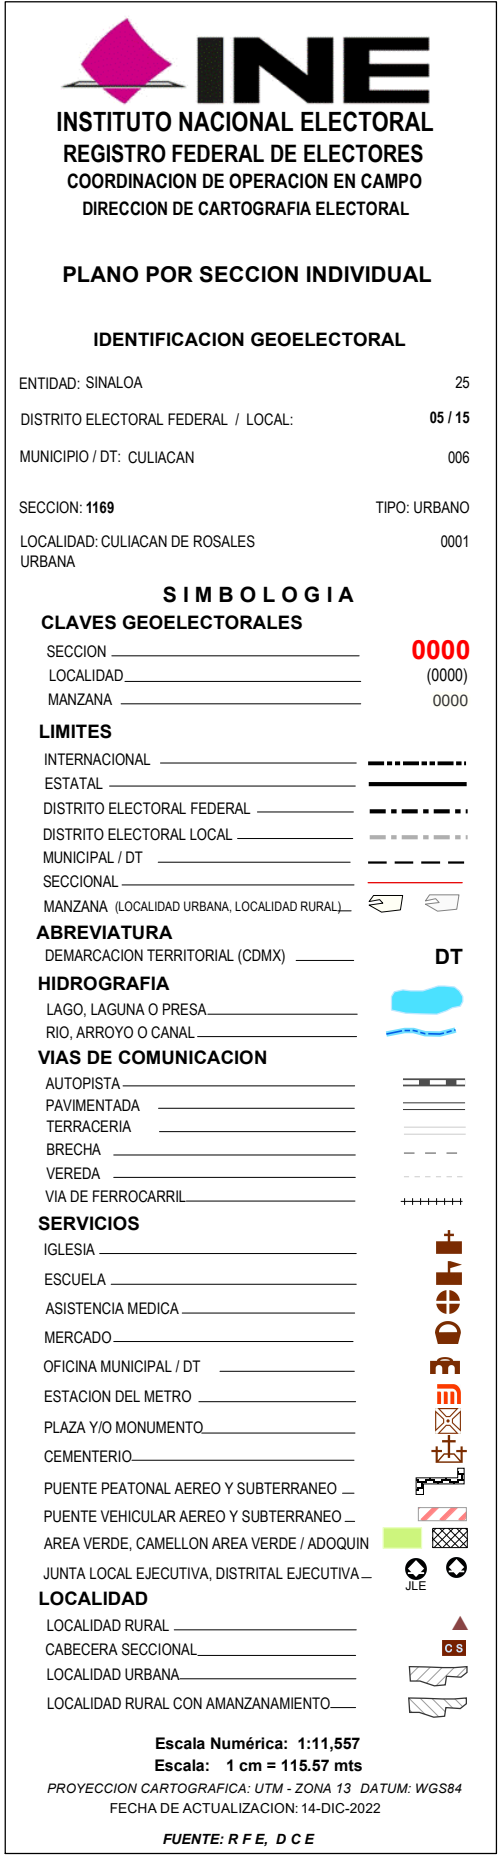 INE
INSTITUTO NACIONAL ELECTORAL
REGISTRO FEDERAL DE ELECTORES
COORDINACION DE OPERACION EN CAMPO
DIRECCION DE CARTOGRAFIA ELECTORAL
PLANO POR SECCION INDIVIDUAL
IDENTIFICACION GEOELECTORAL
ENTIDAD: SINALOA 25
DISTRITO ELECTORAL FEDERAL / LOCAL: 05 / 15
MUNICIPIO / DT: CULIACAN 006
SECCION: 1169 TIPO: URBANO
LOCALIDAD: CULIACAN DE ROSALES 0001
URBANA
SIMBOLOGIA
CLAVES GEOELECTORALES
SECCION 0000
LOCALIDAD (0000)
MANZANA 0000
LIMITES
INTERNACIONAL
ESTATAL
DISTRITO ELECTORAL FEDERAL
DISTRITO ELECTORAL LOCAL
MUNICIPAL / DT
SECCIONAL
MANZANA (LOCALIDAD URBANA, LOCALIDAD RURAL)
ABREVIATURA
DEMARCACION TERRITORIAL (CDMX) DT
HIDROGRAFIA
LAGO, LAGUNA O PRESA
RIO, ARROYO O CANAL
VIAS DE COMUNICACION
AUTOPISTA
PAVIMENTADA
TERRACERIA
BRECHA
VEREDA
VIA DE FERROCARRIL
SERVICIOS
IGLESIA
ESCUELA
ASISTENCIA MEDICA
MERCADO
OFICINA MUNICIPAL / DT
ESTACION DEL METRO
PLAZA Y/O MONUMENTO
CEMENTERIO
PUENTE PEATONAL AEREO Y SUBTERRANEO
PUENTE VEHICULAR AEREO Y SUBTERRANEO
AREA VERDE, CAMELLON AREA VERDE / ADOQUIN
JUNTA LOCAL EJECUTIVA, DISTRITAL EJECUTIVA
JLE
LOCALIDAD
LOCALIDAD RURAL
CABECERA SECCIONAL C S
LOCALIDAD URBANA
LOCALIDAD RURAL CON AMANZANAMIENTO
Escala Numérica: 1:11,557
Escala: 1 cm = 115.57 mts
PROYECCION CARTOGRAFICA: UTM - ZONA 13 DATUM: WGS84
FECHA DE ACTUALIZACION: 14-DIC-2022
FUENTE: R F E, D C E